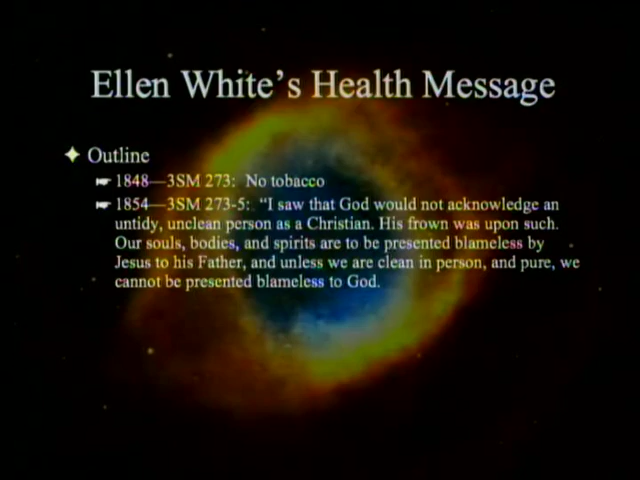 Ellen White's Health Message
Outline
1848—3SM 273: No tobacco
1854—3SM 273-5: "I saw that God would not acknowledge an
untidy, unclean person as a Christian. His frown was upon such.
Our souls, bodies, and spirits are to be presented blameless by
Jesus to his Father, and unless we are clean in person, and pure, we
cannot be presented blameless to God.